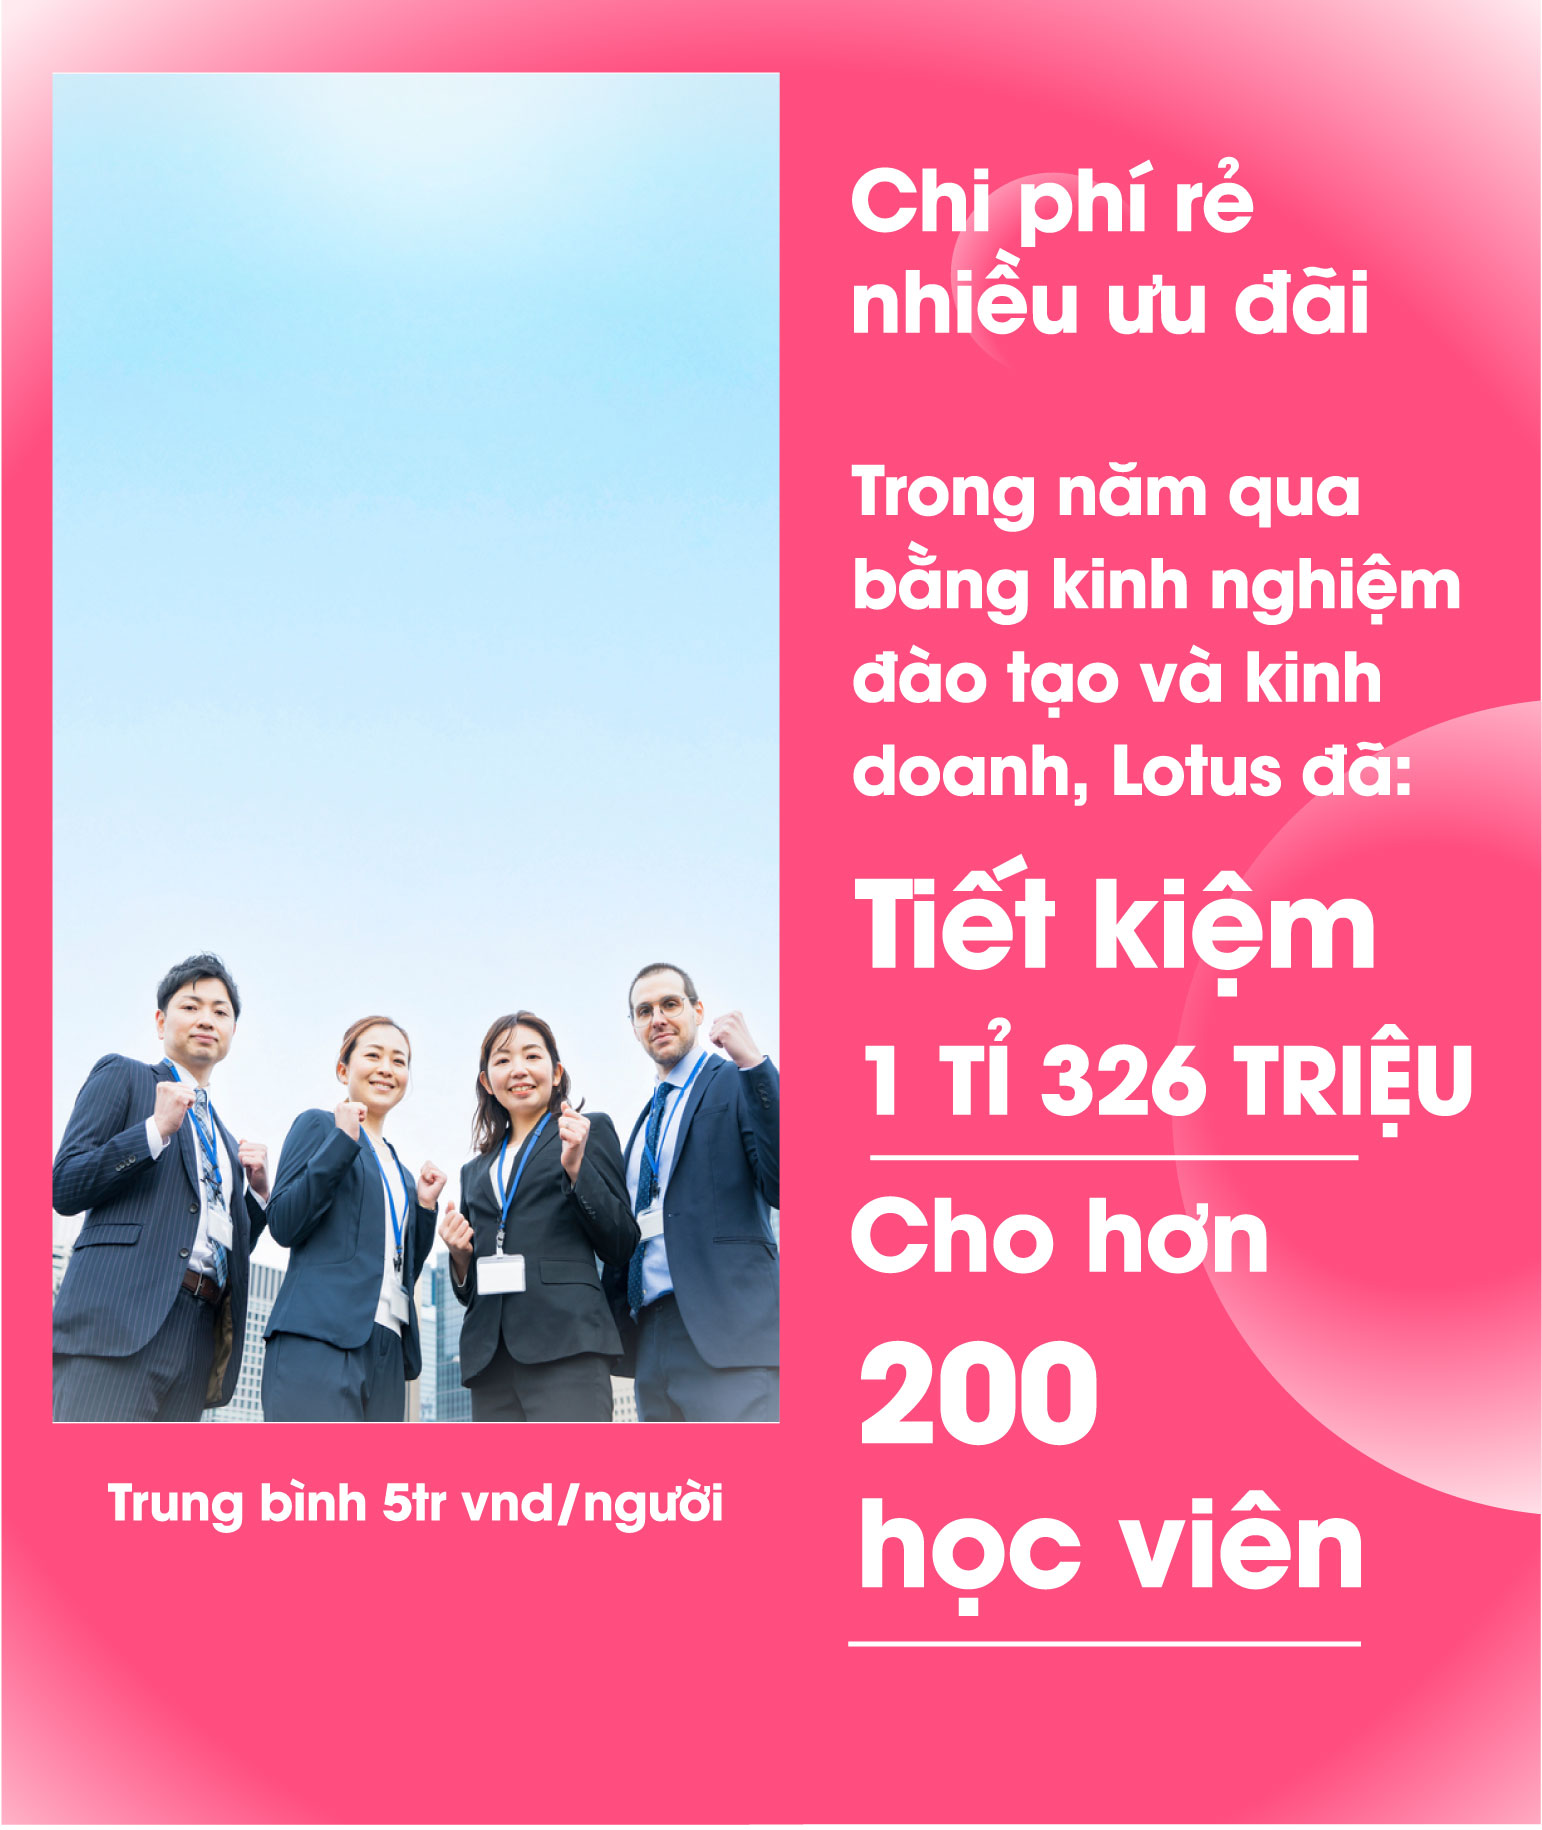 Chi phí rẻ
nhiều ưu đãi
Trong năm qua
bằng kinh nghiệm
đào tạo và kinh
doanh, Lotus đã:
Tiết kiệm
1 TỈ 326 TRIỆU
Cho hơn
200
học viên
Trung bình 5tr vnd/người